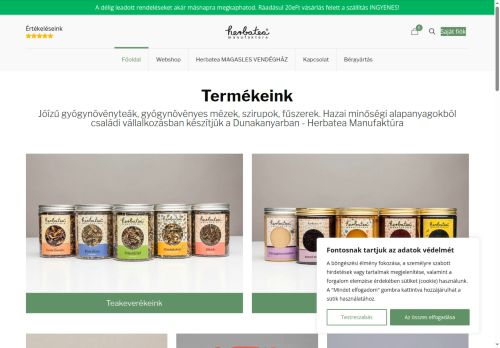 A délig leadott rendeléseket akár másnapra megkaphatod. Ráadásul 20eFt vásárlás felett a szállítás INGYENES!
Értékeléseink
herbatea
manufaktúra
0
Saját fiók
Főoldal
Webshop
Herbatea MAGASLES VENDÉGHÁZ
Kapcsolat
Bérgyártás
Termékeink
Jóízű gyógynövényteák, gyógynövényes mézek, szirupok, fűszerek. Hazai minőségi alapanyagokból
családi vállalkozásban készítjük a Dunakanyarban - Herbatea Manufaktúra
Teakeverékeink
Fontosnak tartjuk az adatok védelmét
A böngészési élmény fokozása, a személyre szabott
hirdetések vagy tartalmak megjelenítése, valamint a
forgalom elemzése érdekében sütiket (cookie) használunk.
A "Mindet elfogadom" gombra kattintva hozzájárulhat a
sütik használatához.
Testreszabás
Az összes elfogadása